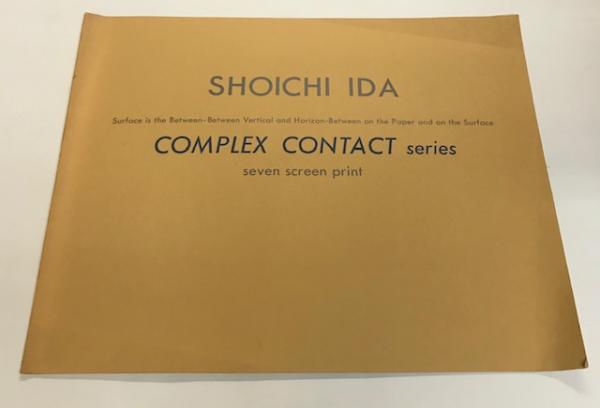 SHOICHI IDA
Surface is the Between-Between Vertical and Horizon-Between on the Paper and on the Surface
COMPLEX CONTACT series
seven screen print